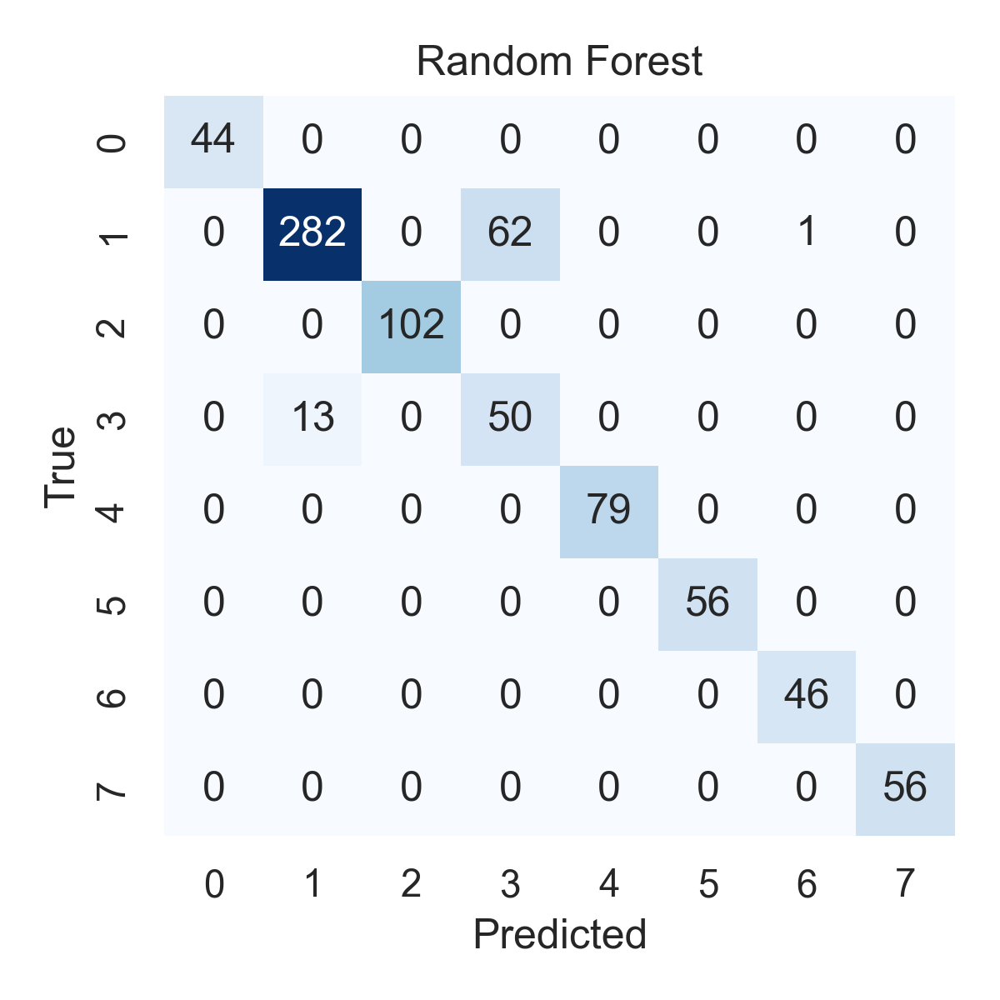 Random Forest
0 44 0 0 0 0 0 0 0
1 0 282 0 62 0 0 1 0
2 0 0 102 0 0 0 0 0
3 0 13 0 50 0 0 0 0
4 0 0 0 0 79 0 0 0
5 0 0 0 0 0 56 0 0
6 0 0 0 0 0 0 46 0
7 0 0 0 0 0 0 0 56
True
0 1 2 3 4 5 6 7
Predicted